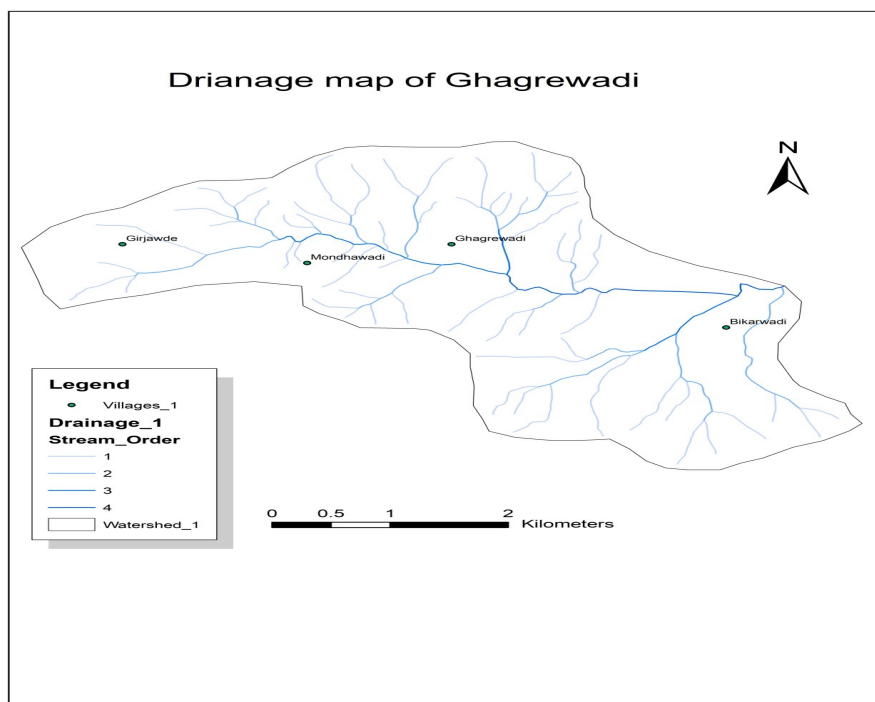 Drianage map of Ghagrewadi
N
Girjawde
Ghagrewadi
Mondhawadi
Bikarwadi
Legend
Villages_1
Drainage_1
Stream_Order
1
2
3
4
Watershed_1
0 0.5 1 2
Kilometers